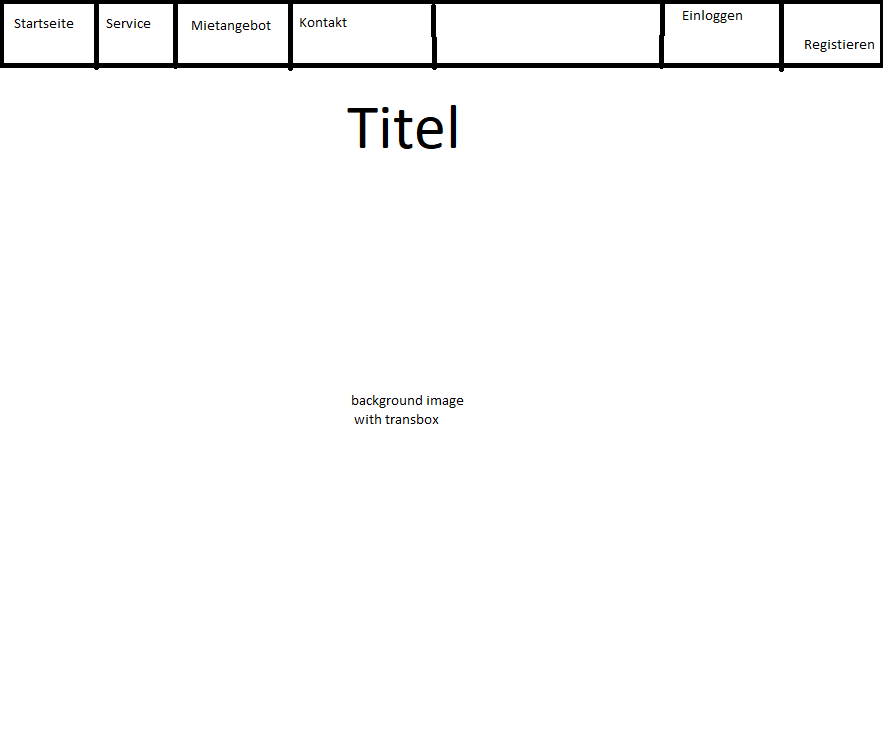 Startseite
Service
Mietangebot
Kontakt
Einloggen
Registieren
Titel
background image
with transbox